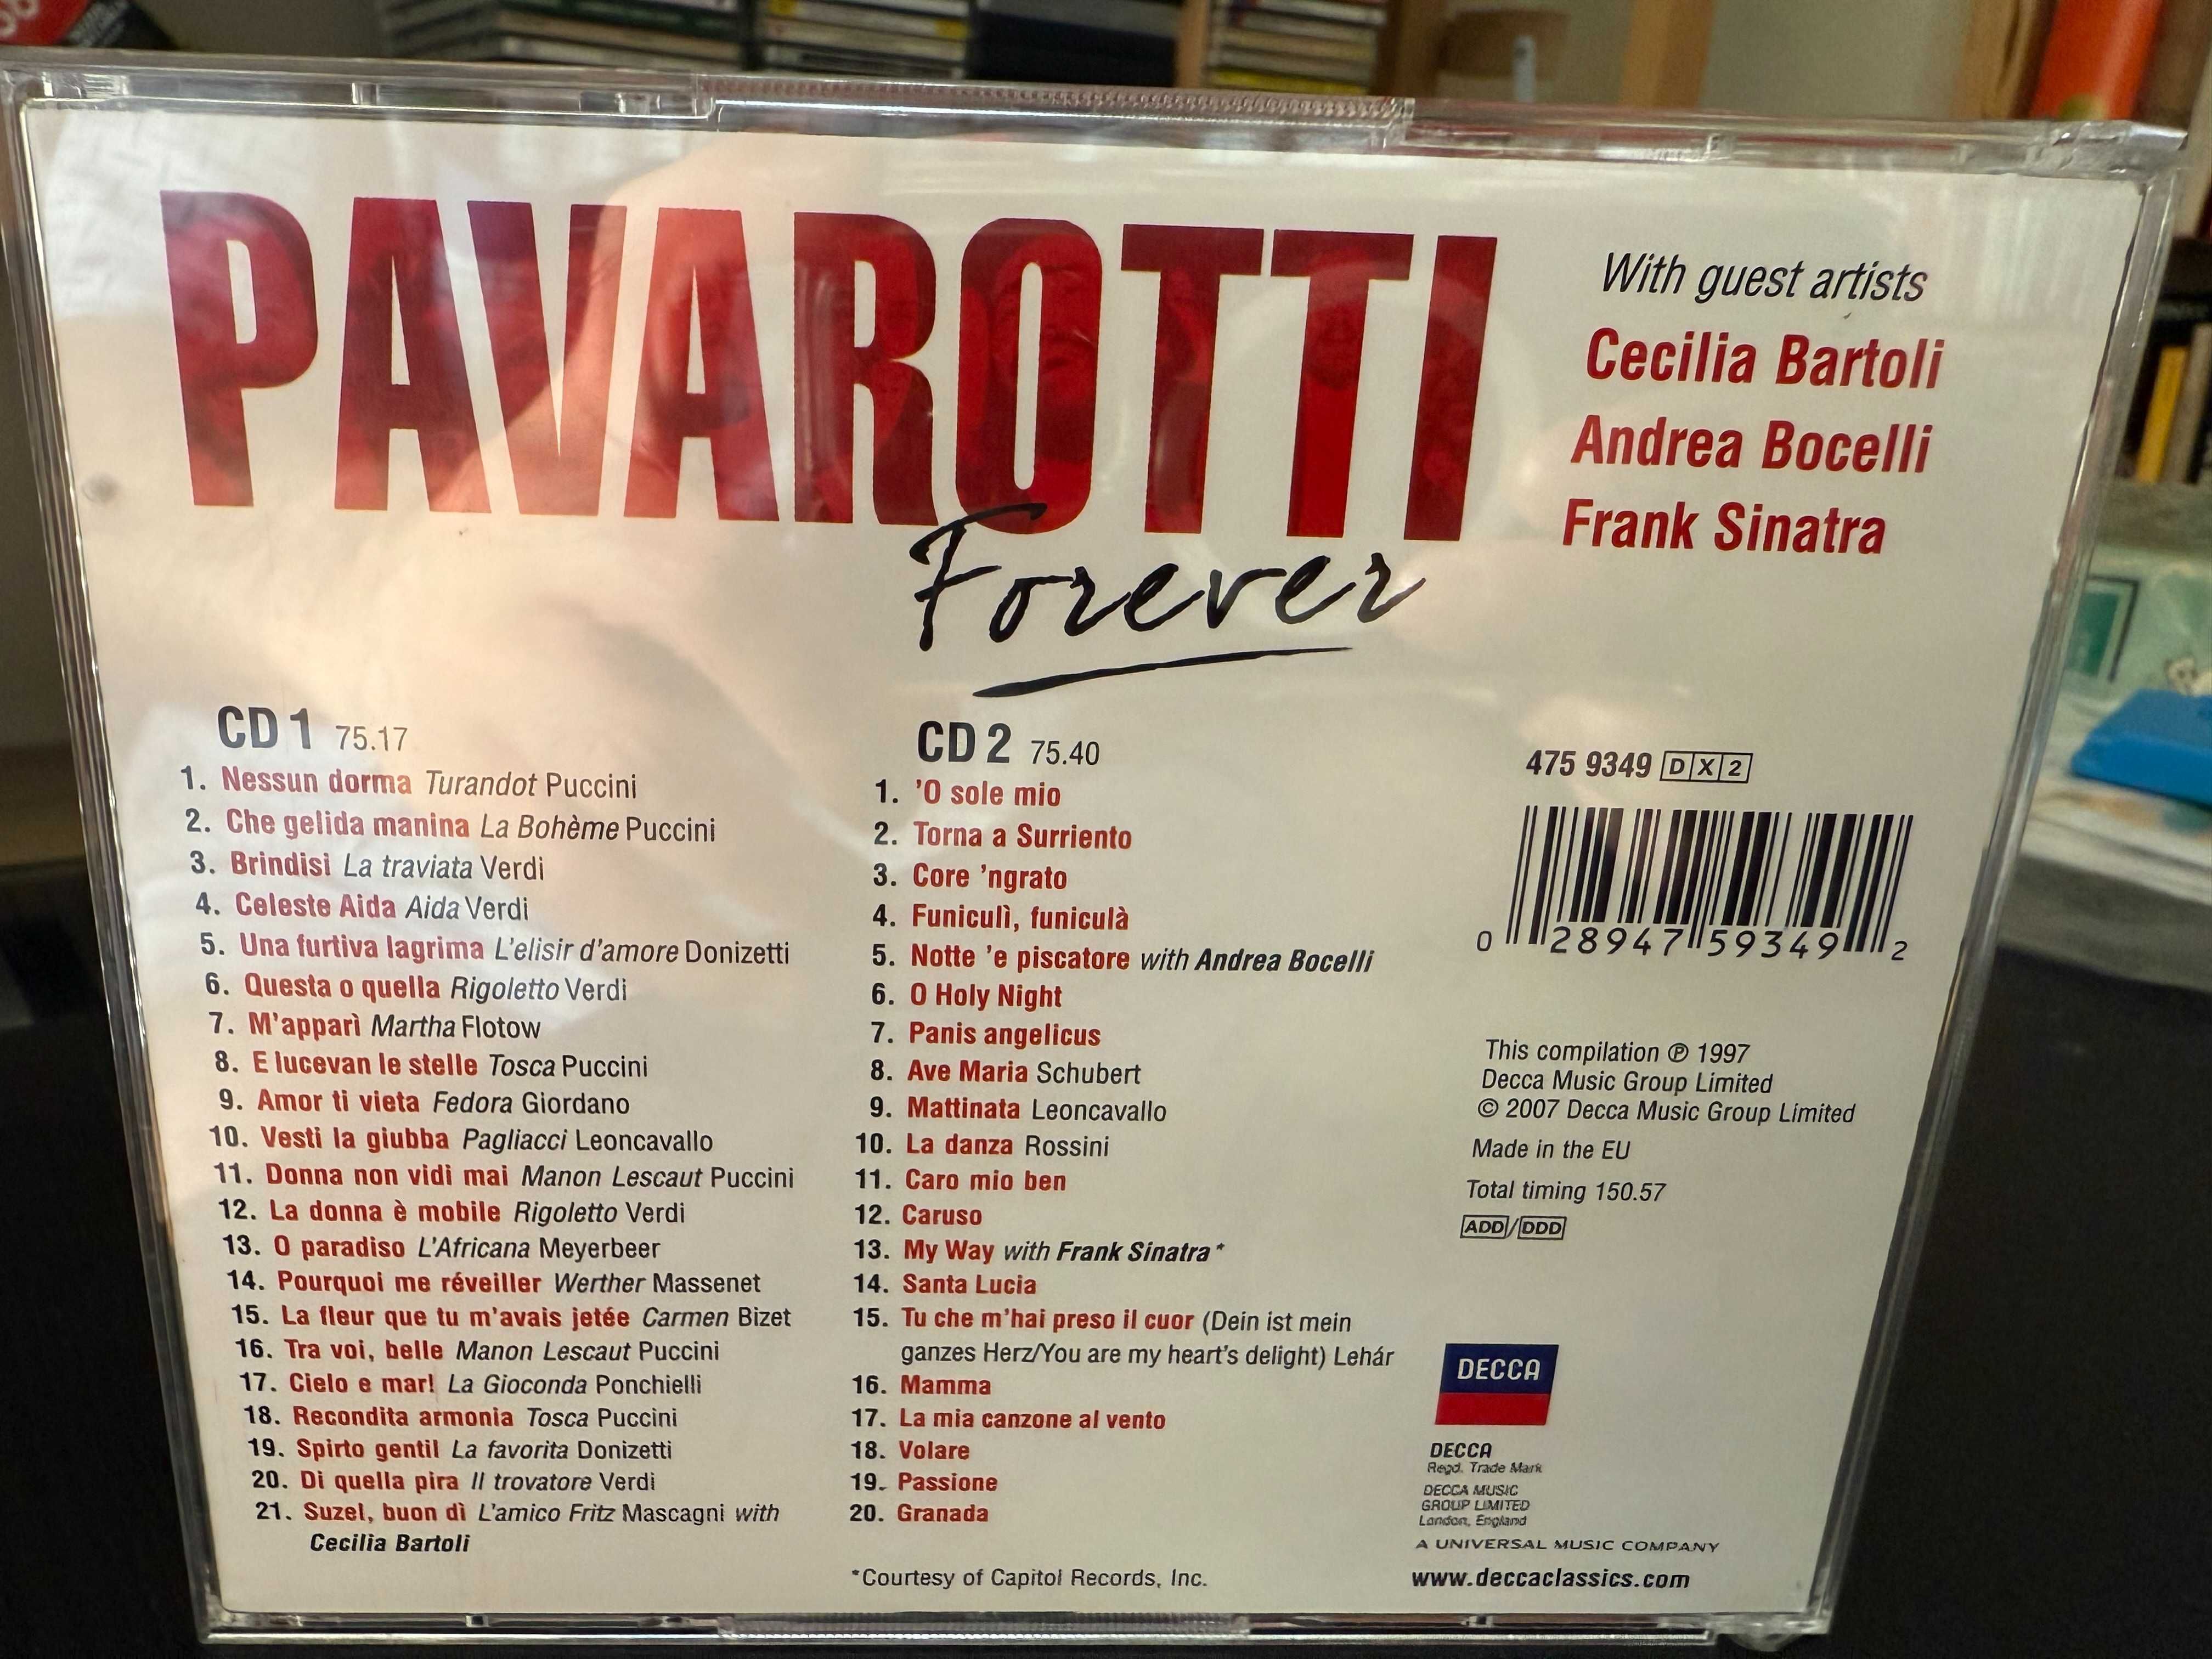 PAVAROTTI
Forever
With guest artists
Cecilia Bartoli
Andrea Bocelli
Frank Sinatra
CD 1 75.17
1. Nessun dorma Turandot Puccini
2. Che gelida manina La Bohème Puccini
3. Brindisi La traviata Verdi
4. Celeste Aida Aida Verdi
5. Una furtiva lagrima L'elisir d'amore Donizetti
6. Questa o quella Rigoletto Verdi
7. M'apparì Martha Flotow
8. E lucevan le stelle Tosca Puccini
9. Amor ti vieta Fedora Giordano
10. Vesti la giubba Pagliacci Leoncavallo
11. Donna non vidi mai Manon Lescaut Puccini
12. La donna è mobile Rigoletto Verdi
13. O paradiso L'Africana Meyerbeer
14. Pourquoi me réveiller Werther Massenet
15. La fleur que tu m'avais jetée Carmen Bizet
16. Tra voi, belle Manon Lescaut Puccini
17. Cielo e mar! La Gioconda Ponchielli
18. Recondita armonia Tosca Puccini
19. Spirto gentil La favorita Donizetti
20. Di quella pira Il trovatore Verdi
21. Suzel, buon dì L'amico Fritz Mascagni with
Cecilia Bartoli
CD 2 75.40
1. 'O sole mio
2. Torna a Surriento
3. Core 'ngrato
4. Funiculì, funiculà
5. Notte 'e piscatore with Andrea Bocelli
6. O Holy Night
7. Panis angelicus
8. Ave Maria Schubert
9. Mattinata Leoncavallo
10. La danza Rossini
11. Caro mio ben
12. Caruso
13. My Way with Frank Sinatra*
14. Santa Lucia
15. Tu che m'hai preso il cuor (Dein ist mein
ganzes Herz/You are my heart's delight) Lehár
16. Mamma
17. La mia canzone al vento
18. Volare
19. Passione
20. Granada
*Courtesy of Capitol Records, Inc.
475 9349 DX2
0 28947 59349 2
This compilation ℗ 1997
Decca Music Group Limited
© 2007 Decca Music Group Limited
Made in the EU
Total timing 150.57
ADD/DDD
DECCA
DECCA
Regd. Trade Mark
DECCA MUSIC
GROUP LIMITED
London, England
A UNIVERSAL MUSIC COMPANY
www.deccaclassics.com